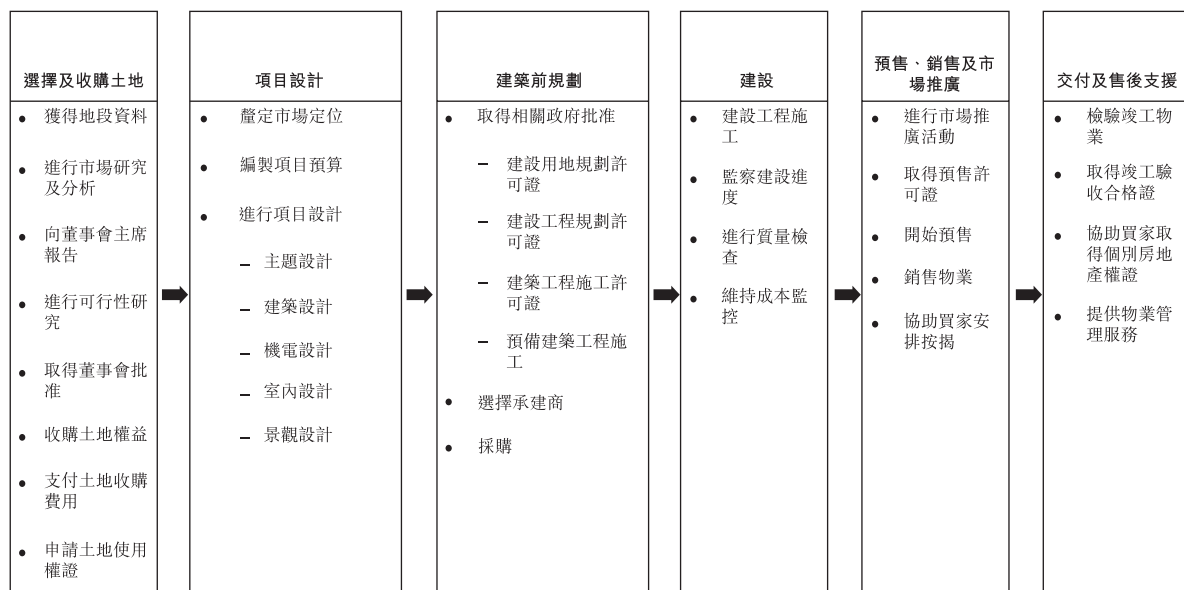 選擇及收購土地
● 獲得地段資料
● 進行市場研究
及分析
● 向董事會主席
報告
● 進行可行性研
究
● 取得董事會批
准
● 收購土地權益
● 支付土地收購
費用
● 申請土地使用
權證
項目設計
● 釐定市場定位
● 編製項目預算
● 進行項目設計
– 主題設計
– 建築設計
– 機電設計
– 室內設計
– 景觀設計
建築前規劃
● 取得相關政府批准
– 建設用地規劃許
可證
– 建設工程規劃許
可證
– 建築工程施工許
可證
– 預備建築工程施
工
● 選擇承建商
● 採購
建設
● 建設工程施
工
● 監察建設進
度
● 進行質量檢
查
● 維持成本監
控
預售、銷售及市
場推廣
● 進行市場推
廣活動
● 取得預售許
可證
● 開始預售
● 銷售物業
● 協助買家安
排按揭
交付及售後支援
● 檢驗竣工物
業
● 取得竣工驗
收合格證
● 協助買家取
得個別房地
產權證
● 提供物業管
理服務